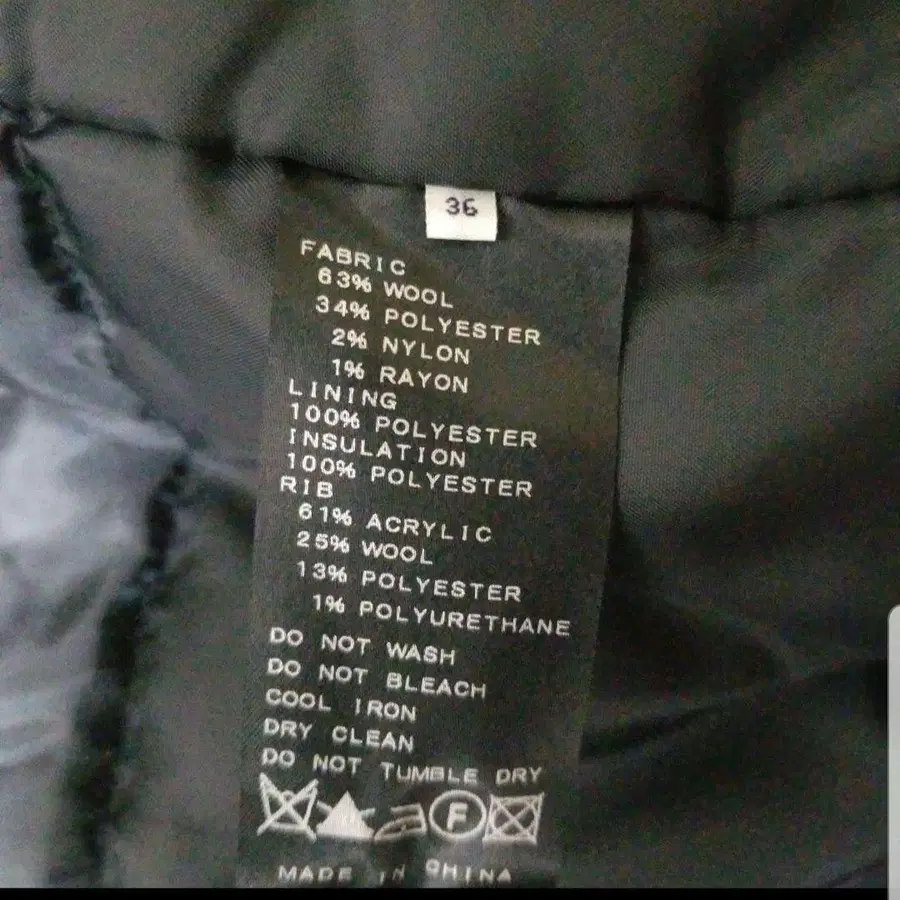 36
FABRIC
63% WOOL
34% POLYESTER
2% NYLON
1% RAYON
LINING
100% POLYESTER
INSULATION
100% POLYESTER
RIB
61% ACRYLIC
25% WOOL
13% POLYESTER
1% POLYURETHANE
DO NOT WASH
DO NOT BLEACH
COOL IRON
DRY CLEAN
DO NOT TUMBLE DRY
F
MADE IN CHINA